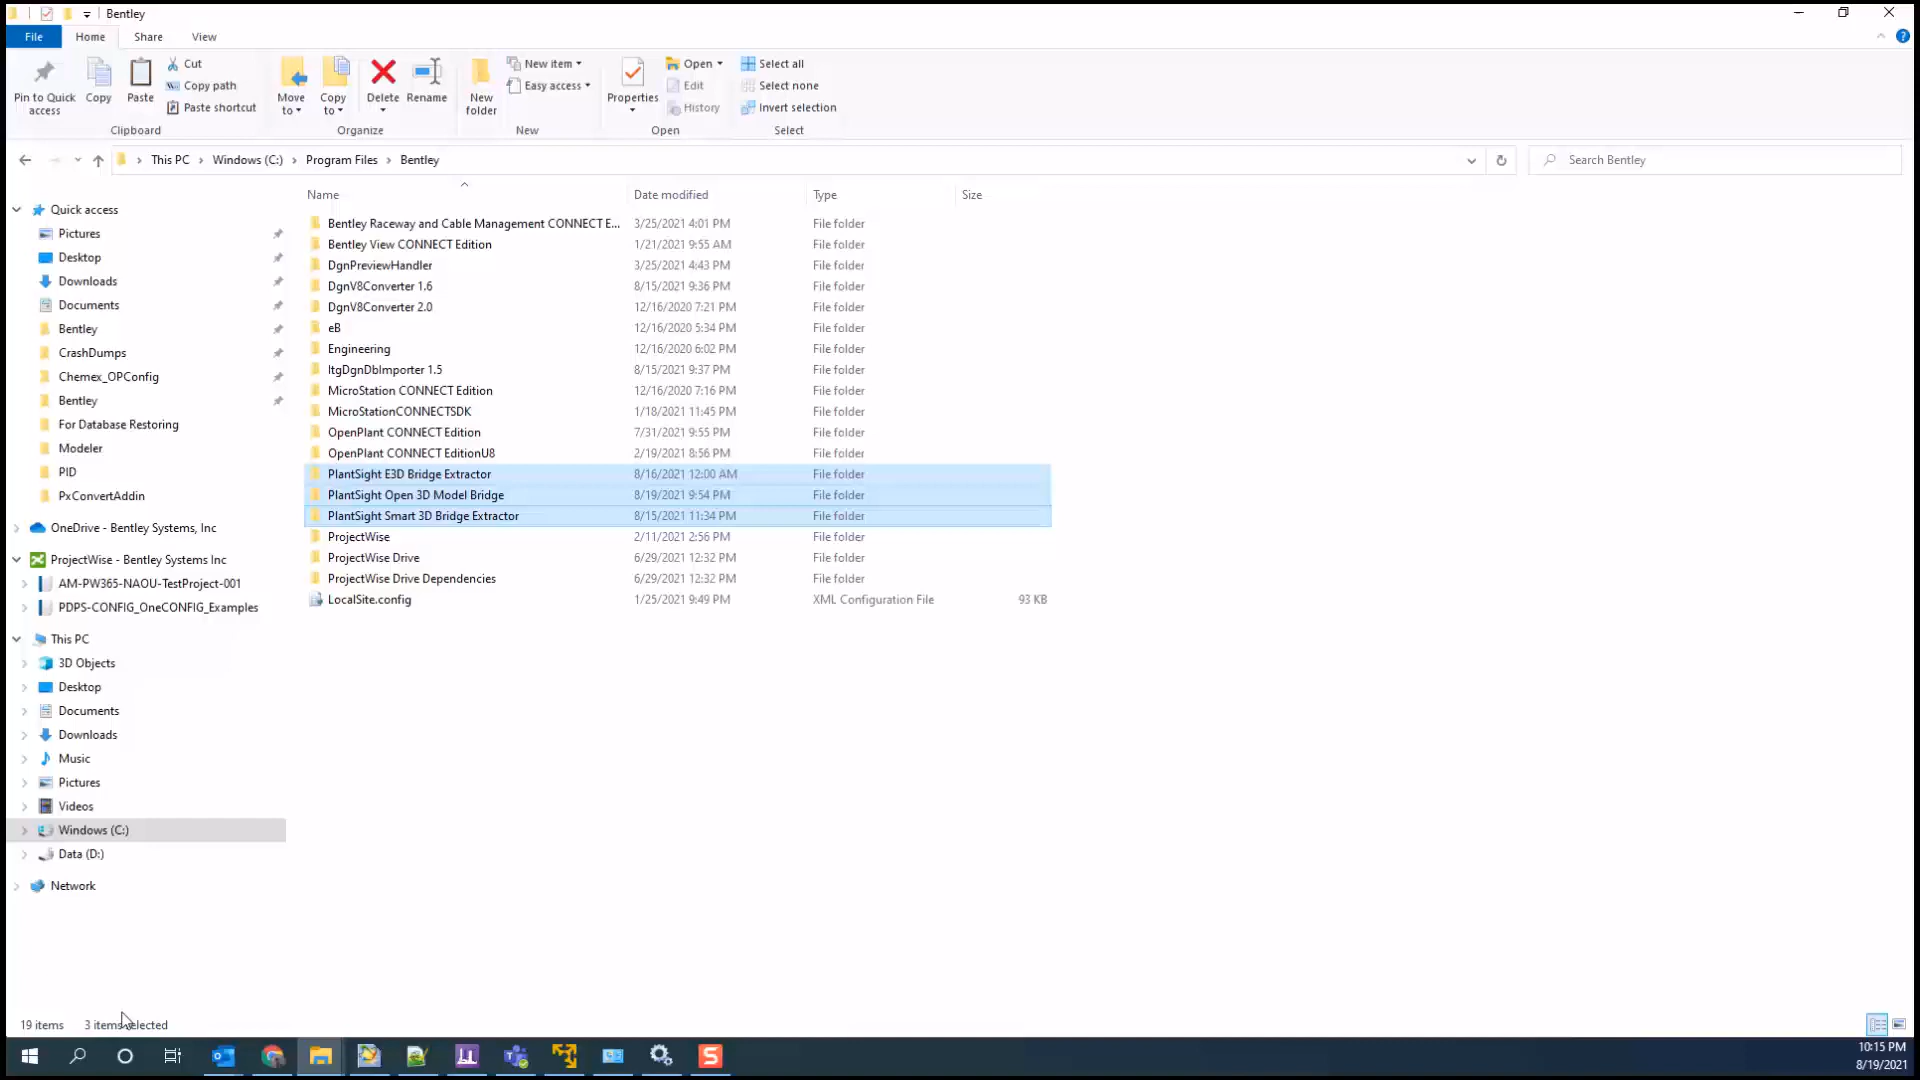 Bentley
File Home Share View
Pin to Quick access
Copy
Paste
Cut
Copy path
Paste shortcut
Clipboard
Move to
Copy to
Delete
Rename
Organize
New folder
New item
Easy access
New
Properties
Open
Edit
History
Open
Select all
Select none
Invert selection
Select
This PC > Windows (C:) > Program Files > Bentley
Search Bentley
Name Date modified Type Size
Bentley Raceway and Cable Management CONNECT E... 3/25/2021 4:01 PM File folder
Bentley View CONNECT Edition 1/21/2021 9:55 AM File folder
DgnPreviewHandler 3/25/2021 4:43 PM File folder
DgnV8Converter 1.6 8/15/2021 9:36 PM File folder
DgnV8Converter 2.0 12/16/2020 7:21 PM File folder
eB 12/16/2020 5:34 PM File folder
Engineering 12/16/2020 6:02 PM File folder
ItgDgnDbImporter 1.5 8/15/2021 9:37 PM File folder
MicroStation CONNECT Edition 12/16/2020 7:16 PM File folder
MicroStationCONNECTSDK 1/18/2021 11:45 PM File folder
OpenPlant CONNECT Edition 7/31/2021 9:55 PM File folder
OpenPlant CONNECT EditionU8 2/19/2021 8:56 PM File folder
PlantSight E3D Bridge Extractor 8/16/2021 12:00 AM File folder
PlantSight Open 3D Model Bridge 8/19/2021 9:54 PM File folder
PlantSight Smart 3D Bridge Extractor 8/15/2021 11:34 PM File folder
ProjectWise 2/11/2021 2:56 PM File folder
ProjectWise Drive 6/29/2021 12:32 PM File folder
ProjectWise Drive Dependencies 6/29/2021 12:32 PM File folder
LocalSite.config 1/25/2021 9:49 PM XML Configuration File 93 KB
Quick access
Pictures
Desktop
Downloads
Documents
Bentley
CrashDumps
Chemex_OPConfig
Bentley
For Database Restoring
Modeler
PID
PxConvertAddin
OneDrive - Bentley Systems, Inc
ProjectWise - Bentley Systems Inc
AM-PW365-NAOU-TestProject-001
PDPS-CONFIG_OneCONFIG_Examples
This PC
3D Objects
Desktop
Documents
Downloads
Music
Pictures
Videos
Windows (C:)
Data (D:)
Network
19 items 3 items selected
10:15 PM
8/19/2021